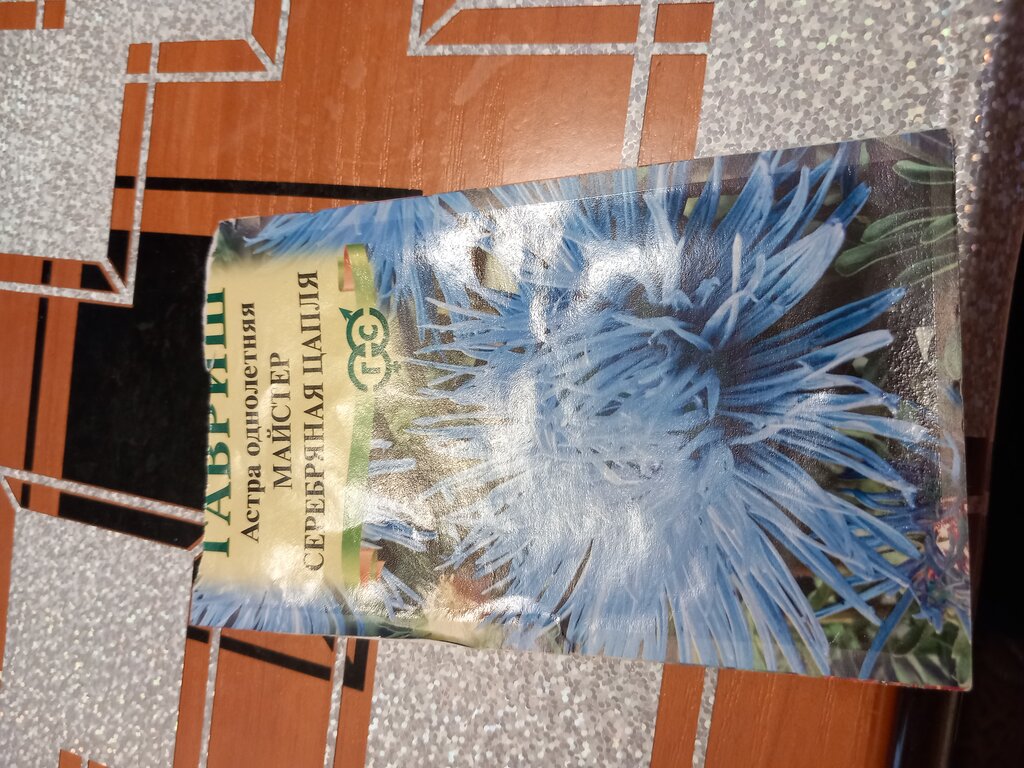 ГАВРИШ
Астра однолетняя
МАЙСТЕР
СЕРЕБРЯНАЯ ЦАПЛЯ
Г С